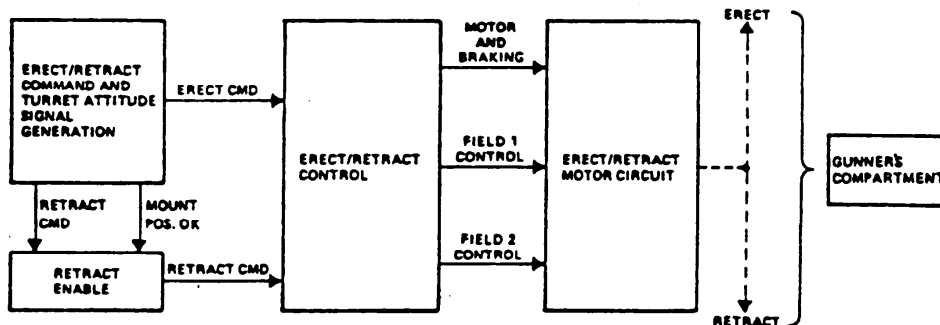 ERECT/RETRACT
COMMAND AND
TURRET ATTITUDE
SIGNAL
GENERATION
ERECT CMD
RETRACT
CMD
MOUNT
POS. OK
RETRACT
ENABLE
RETRACT CMD
ERECT/RETRACT
CONTROL
MOTOR
AND
BRAKING
FIELD 1
CONTROL
FIELD 2
CONTROL
ERECT/RETRACT
MOTOR CIRCUIT
ERECT
RETRACT
GUNNER'S
COMPARTMENT